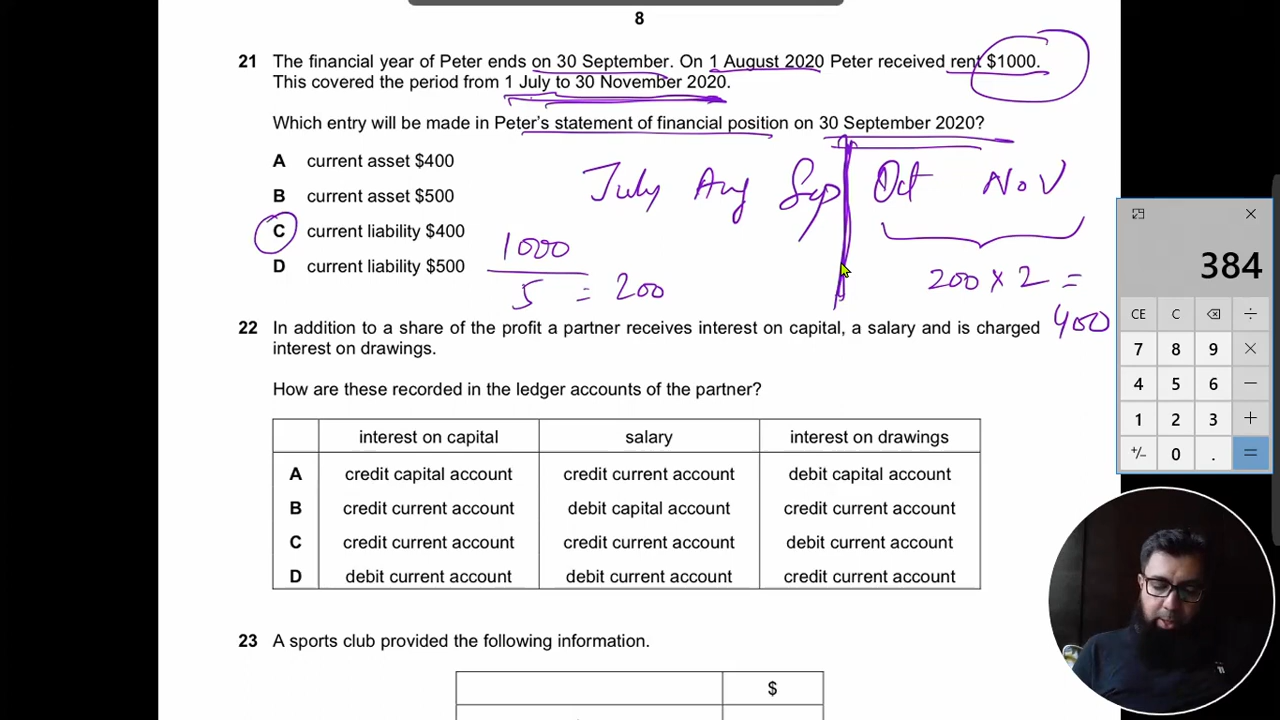 8
21 The financial year of Peter ends on 30 September. On 1 August 2020 Peter received rent $1000.
This covered the period from 1 July to 30 November 2020.
Which entry will be made in Peter's statement of financial position on 30 September 2020?
A current asset $400
B current asset $500
C current liability $400
D current liability $500
July Aug Sep Oct Nov
1000
5 = 200
200 × 2 =
400
22 In addition to a share of the profit a partner receives interest on capital, a salary and is charged
interest on drawings.
How are these recorded in the ledger accounts of the partner?
interest on capital salary interest on drawings
A credit capital account credit current account debit capital account
B credit current account debit capital account credit current account
C credit current account credit current account debit current account
D debit current account debit current account credit current account
23 A sports club provided the following information.
$
384
CE C ⌫ ÷
7 8 9 ×
4 5 6 −
1 2 3 +
+/− 0 . =